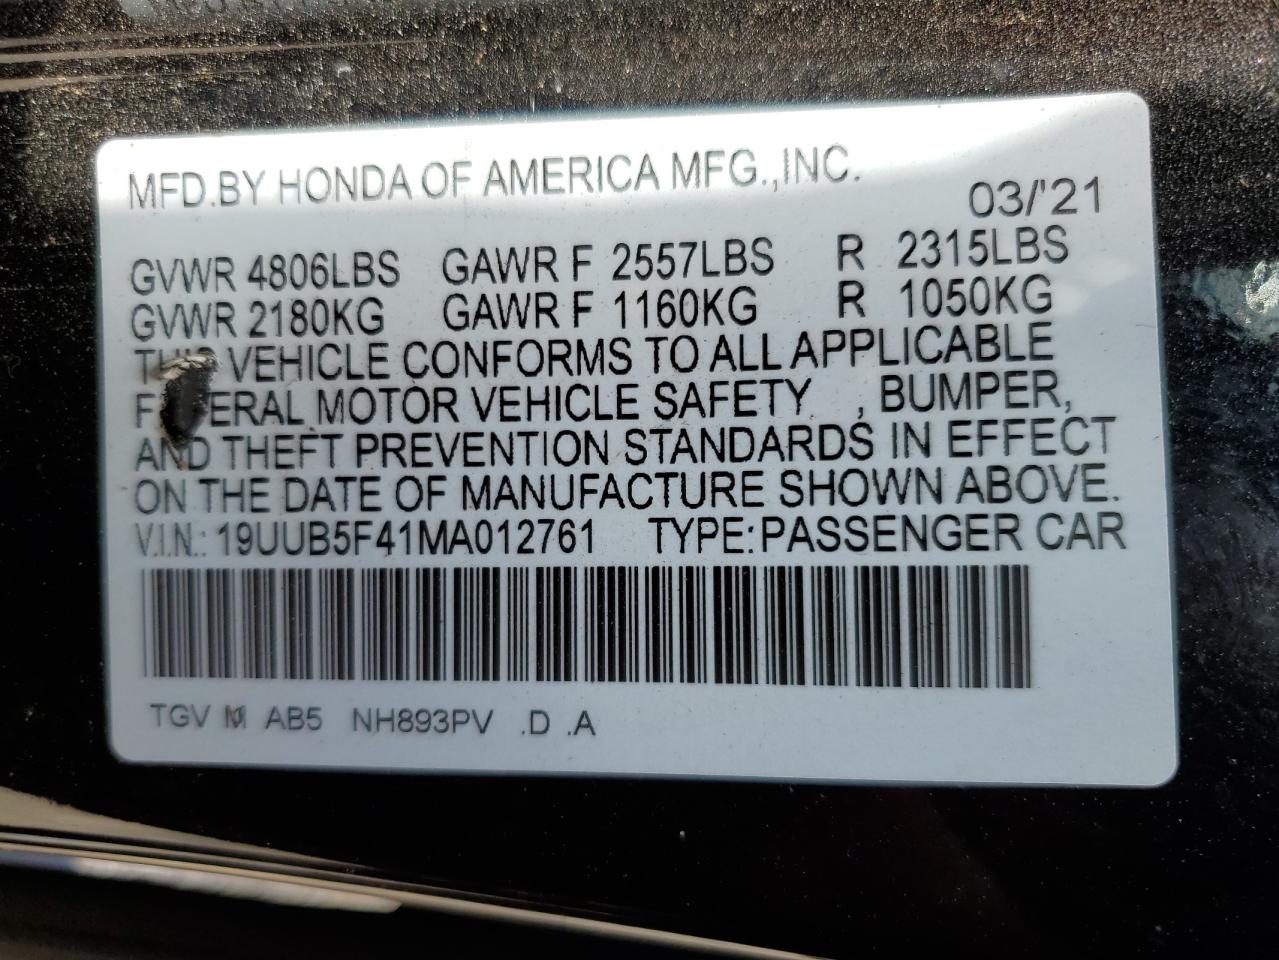 MFD.BY HONDA OF AMERICA MFG.,INC.
03/'21
GVWR 4806LBS GAWR F 2557LBS R 2315LBS
GVWR 2180KG GAWR F 1160KG R 1050KG
VEHICLE CONFORMS TO ALL APPLICABLE
MOTOR VEHICLE SAFETY , BUMPER,
AND THEFT PREVENTION STANDARDS IN EFFECT
ON THE DATE OF MANUFACTURE SHOWN ABOVE.
V.I.N.: 19UUB5F41MA012761 TYPE:PASSENGER CAR
TGV AB5 NH893PV .D .A